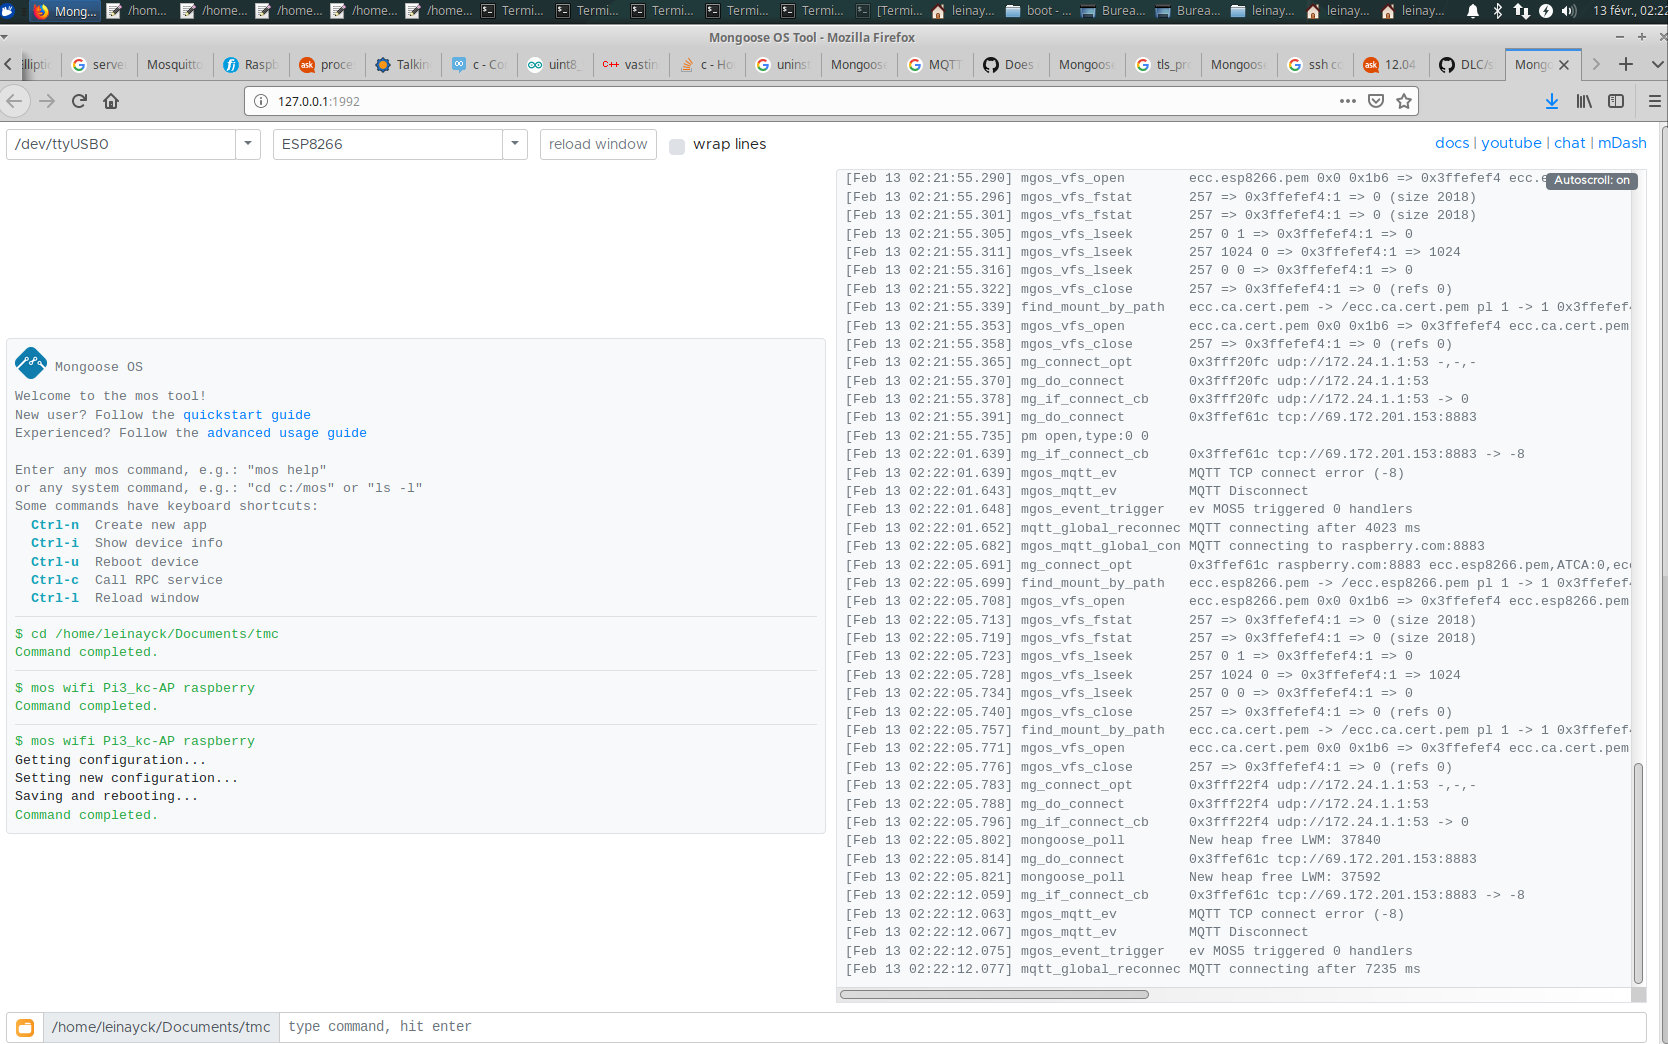 Mong... /hom... /home... /home... /home... /home... Termi... Termi... Termi... Termi... Termi... [Termi... leinay... boot - ... Burea... Burea... leinay... leinay... leinay... 13 févr., 02:22
Mongoose OS Tool - Mozilla Firefox
Elliptic serve Mosquitto Raspb proce Talkin c - Co uint8_ vastin c - Ho uninst Mongoose MQTT Does Mongoose tls_pro Mongoose ssh co 12.04 DLC/s Mong
127.0.0.1:1992
/dev/ttyUSB0 ESP8266 reload window wrap lines docs | youtube | chat | mDash
Mongoose OS
Welcome to the mos tool!
New user? Follow the quickstart guide
Experienced? Follow the advanced usage guide
Enter any mos command, e.g.: "mos help"
or any system command, e.g.: "cd c:/mos" or "ls -l"
Some commands have keyboard shortcuts:
Ctrl-n Create new app
Ctrl-i Show device info
Ctrl-u Reboot device
Ctrl-c Call RPC service
Ctrl-l Reload window
$ cd /home/leinayck/Documents/tmc
Command completed.
$ mos wifi Pi3_kc-AP raspberry
Command completed.
$ mos wifi Pi3_kc-AP raspberry
Getting configuration...
Setting new configuration...
Saving and rebooting...
Command completed.
Autoscroll: on
[Feb 13 02:21:55.290] mgos_vfs_open ecc.esp8266.pem 0x0 0x1b6 => 0x3ffefef4 ecc.e
[Feb 13 02:21:55.296] mgos_vfs_fstat 257 => 0x3ffefef4:1 => 0 (size 2018)
[Feb 13 02:21:55.301] mgos_vfs_fstat 257 => 0x3ffefef4:1 => 0 (size 2018)
[Feb 13 02:21:55.305] mgos_vfs_lseek 257 0 1 => 0x3ffefef4:1 => 0
[Feb 13 02:21:55.311] mgos_vfs_lseek 257 1024 0 => 0x3ffefef4:1 => 1024
[Feb 13 02:21:55.316] mgos_vfs_lseek 257 0 0 => 0x3ffefef4:1 => 0
[Feb 13 02:21:55.322] mgos_vfs_close 257 => 0x3ffefef4:1 => 0 (refs 0)
[Feb 13 02:21:55.339] find_mount_by_path ecc.ca.cert.pem -> /ecc.ca.cert.pem pl 1 -> 1 0x3ffefef4
[Feb 13 02:21:55.353] mgos_vfs_open ecc.ca.cert.pem 0x0 0x1b6 => 0x3ffefef4 ecc.ca.cert.pem
[Feb 13 02:21:55.358] mgos_vfs_close 257 => 0x3ffefef4:1 => 0 (refs 0)
[Feb 13 02:21:55.365] mg_connect_opt 0x3fff20fc udp://172.24.1.1:53 -,-,-
[Feb 13 02:21:55.370] mg_do_connect 0x3fff20fc udp://172.24.1.1:53
[Feb 13 02:21:55.378] mg_if_connect_cb 0x3fff20fc udp://172.24.1.1:53 -> 0
[Feb 13 02:21:55.391] mg_do_connect 0x3ffef61c tcp://69.172.201.153:8883
[Feb 13 02:21:55.735] pm open,type:0 0
[Feb 13 02:22:01.639] mg_if_connect_cb 0x3ffef61c tcp://69.172.201.153:8883 -> -8
[Feb 13 02:22:01.639] mgos_mqtt_ev MQTT TCP connect error (-8)
[Feb 13 02:22:01.643] mgos_mqtt_ev MQTT Disconnect
[Feb 13 02:22:01.648] mgos_event_trigger ev MOS5 triggered 0 handlers
[Feb 13 02:22:01.652] mqtt_global_reconnec MQTT connecting after 4023 ms
[Feb 13 02:22:05.682] mgos_mqtt_global_con MQTT connecting to raspberry.com:8883
[Feb 13 02:22:05.691] mg_connect_opt 0x3ffef61c raspberry.com:8883 ecc.esp8266.pem,ATCA:0,ecc
[Feb 13 02:22:05.699] find_mount_by_path ecc.esp8266.pem -> /ecc.esp8266.pem pl 1 -> 1 0x3ffefef4
[Feb 13 02:22:05.708] mgos_vfs_open ecc.esp8266.pem 0x0 0x1b6 => 0x3ffefef4 ecc.esp8266.pem
[Feb 13 02:22:05.713] mgos_vfs_fstat 257 => 0x3ffefef4:1 => 0 (size 2018)
[Feb 13 02:22:05.719] mgos_vfs_fstat 257 => 0x3ffefef4:1 => 0 (size 2018)
[Feb 13 02:22:05.723] mgos_vfs_lseek 257 0 1 => 0x3ffefef4:1 => 0
[Feb 13 02:22:05.728] mgos_vfs_lseek 257 1024 0 => 0x3ffefef4:1 => 1024
[Feb 13 02:22:05.734] mgos_vfs_lseek 257 0 0 => 0x3ffefef4:1 => 0
[Feb 13 02:22:05.740] mgos_vfs_close 257 => 0x3ffefef4:1 => 0 (refs 0)
[Feb 13 02:22:05.757] find_mount_by_path ecc.ca.cert.pem -> /ecc.ca.cert.pem pl 1 -> 1 0x3ffefef4
[Feb 13 02:22:05.771] mgos_vfs_open ecc.ca.cert.pem 0x0 0x1b6 => 0x3ffefef4 ecc.ca.cert.pem
[Feb 13 02:22:05.776] mgos_vfs_close 257 => 0x3ffefef4:1 => 0 (refs 0)
[Feb 13 02:22:05.783] mg_connect_opt 0x3fff22f4 udp://172.24.1.1:53 -,-,-
[Feb 13 02:22:05.788] mg_do_connect 0x3fff22f4 udp://172.24.1.1:53
[Feb 13 02:22:05.796] mg_if_connect_cb 0x3fff22f4 udp://172.24.1.1:53 -> 0
[Feb 13 02:22:05.802] mongoose_poll New heap free LWM: 37840
[Feb 13 02:22:05.814] mg_do_connect 0x3ffef61c tcp://69.172.201.153:8883
[Feb 13 02:22:05.821] mongoose_poll New heap free LWM: 37592
[Feb 13 02:22:12.059] mg_if_connect_cb 0x3ffef61c tcp://69.172.201.153:8883 -> -8
[Feb 13 02:22:12.063] mgos_mqtt_ev MQTT TCP connect error (-8)
[Feb 13 02:22:12.067] mgos_mqtt_ev MQTT Disconnect
[Feb 13 02:22:12.075] mgos_event_trigger ev MOS5 triggered 0 handlers
[Feb 13 02:22:12.077] mqtt_global_reconnec MQTT connecting after 7235 ms
/home/leinayck/Documents/tmc type command, hit enter